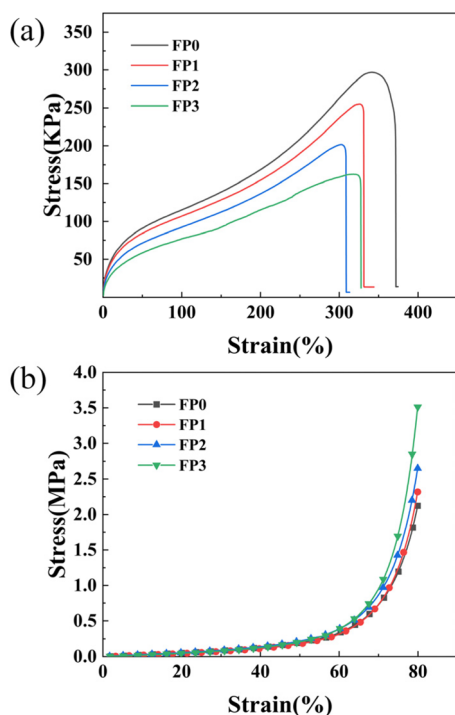 (a)
FP0
FP1
FP2
FP3
350
300
250
200
150
100
50
Stress(KPa)
0 100 200 300 400
Strain(%)
(b)
FP0
FP1
FP2
FP3
4.0
3.5
3.0
2.5
2.0
1.5
1.0
0.5
0.0
Stress(MPa)
0 20 40 60 80
Strain(%)